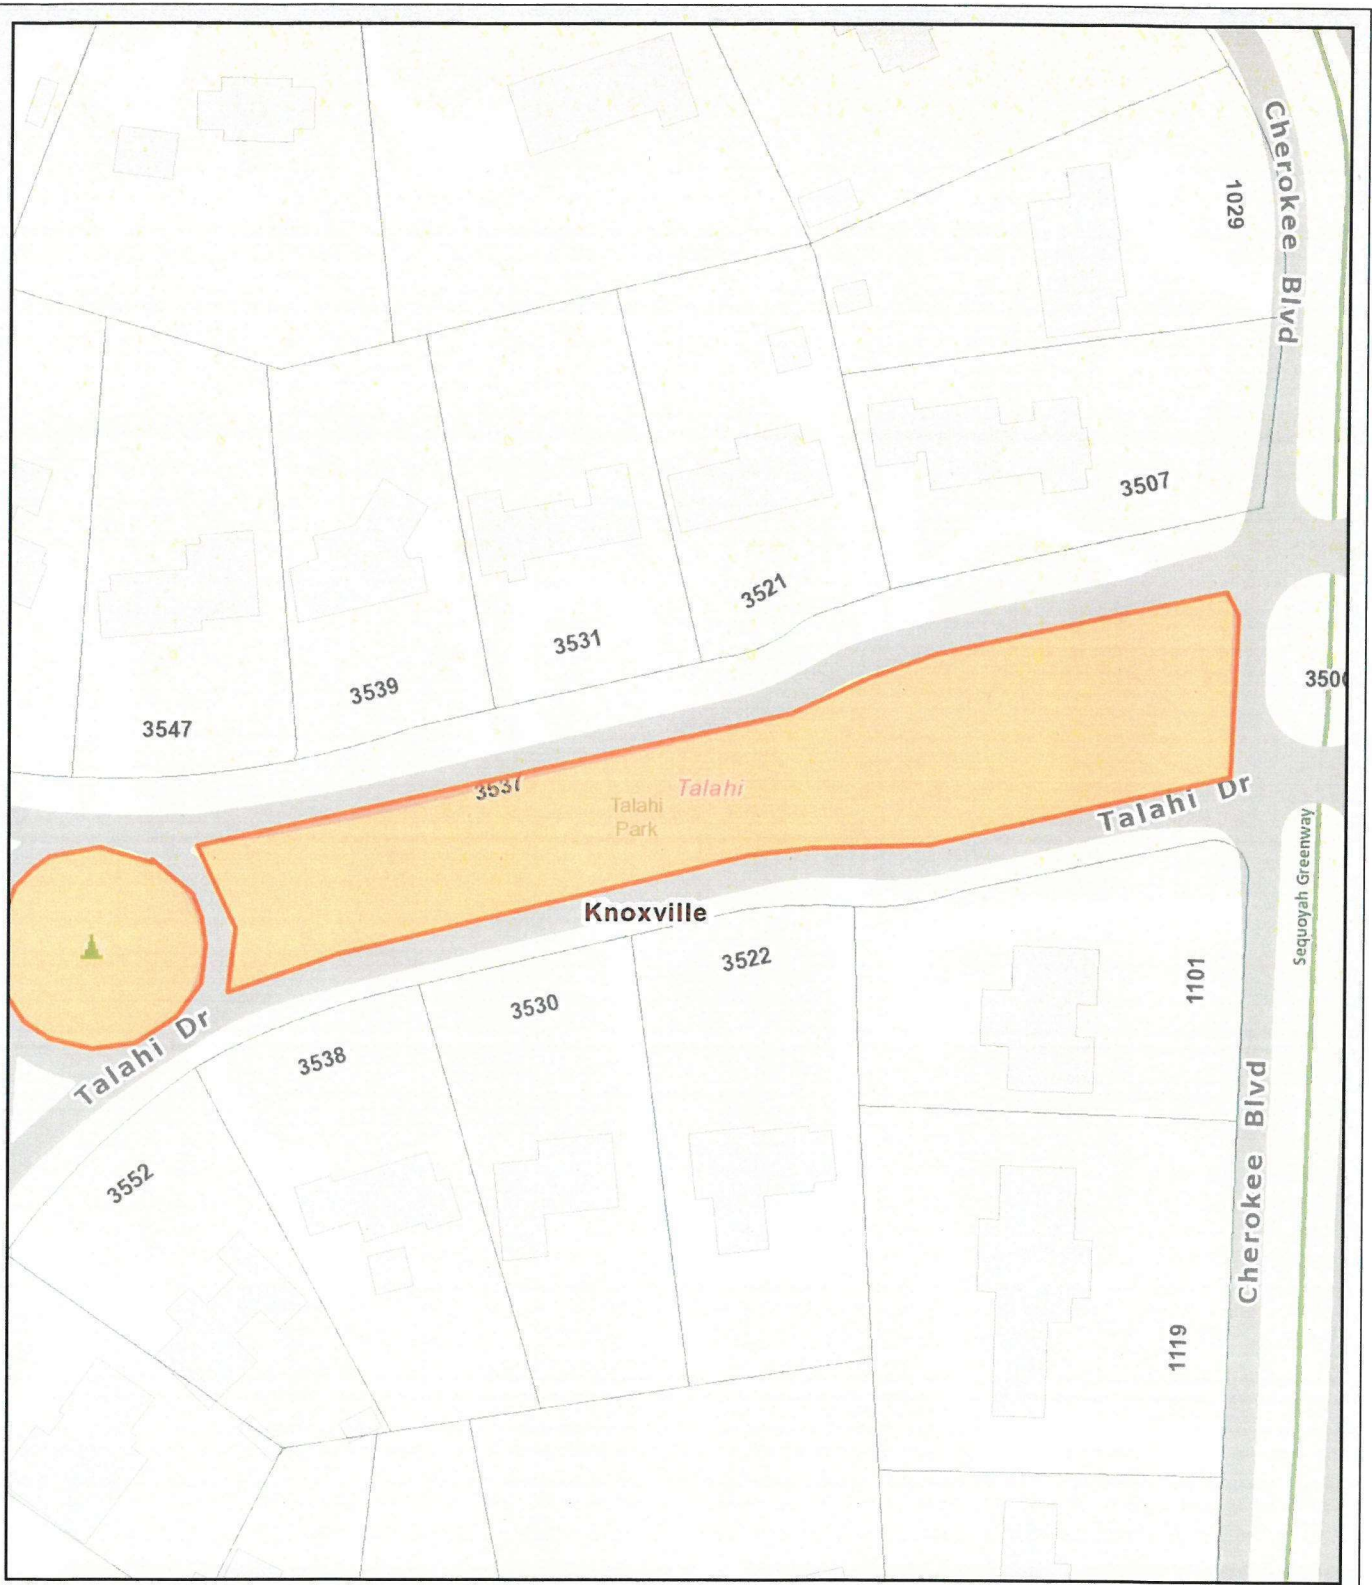 Cherokee Blvd
1029
3507
3521
3531
3539
3547
3537
Talahi
Talahi
Park
Talahi Dr
Sequoyah Greenway
Knoxville
3522
3530
3538
Talahi Dr
3552
1101
Cherokee Blvd
1119